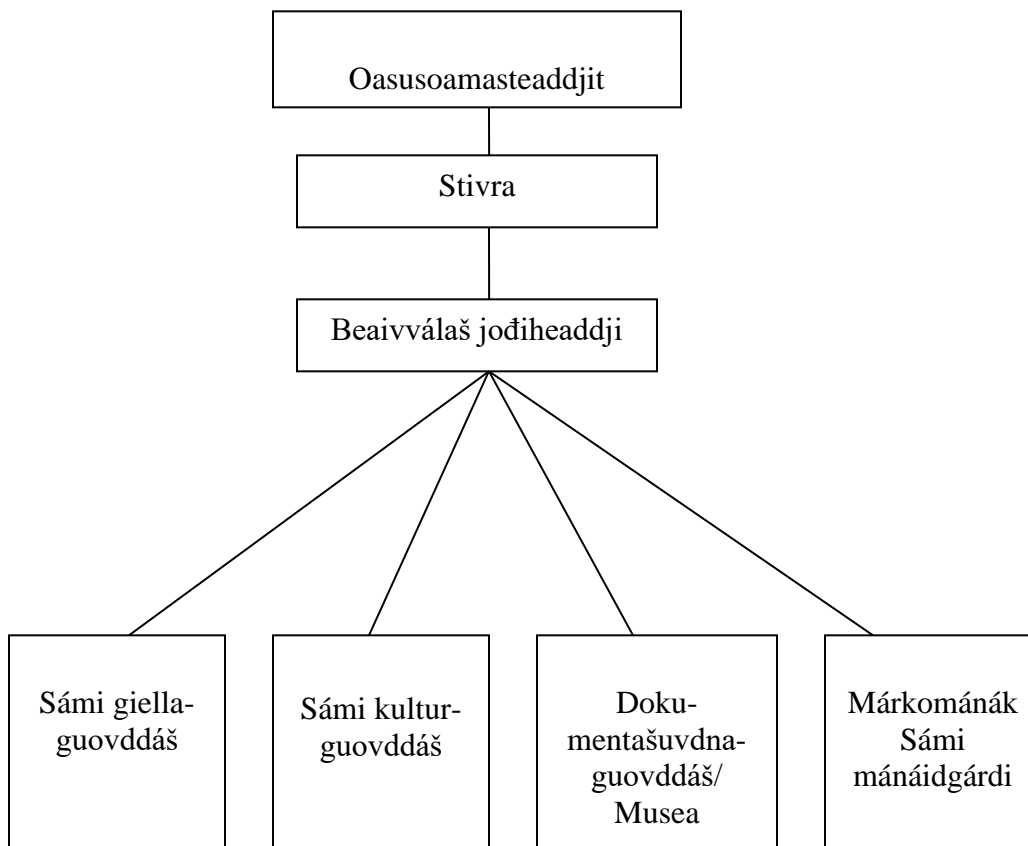 Oasusoamasteaddjit
Stivra
Beaivválaš jođiheaddji
Sámi giella-
guovddáš
Sámi kultur-
guovddáš
Doku-
mentašuvdna-
guovddáš/
Musea
Márkománák
Sámi
mánáidgárdi